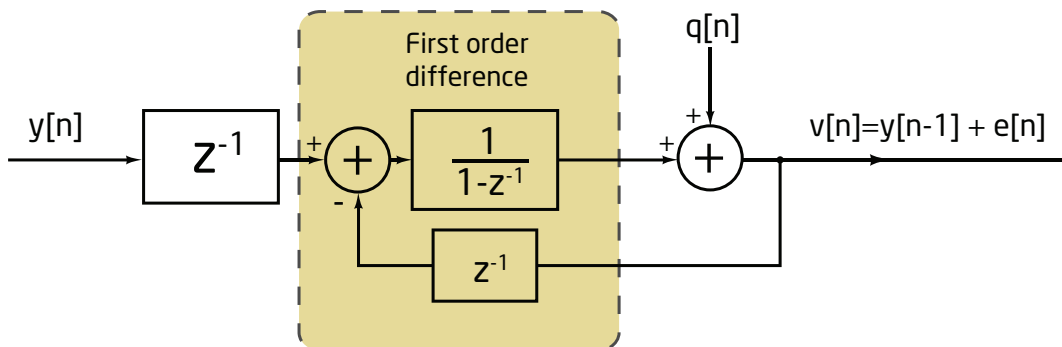 First order
difference
q[n]
y[n]
z⁻¹
+
+
-
1
1-z⁻¹
+
+
+
v[n]=y[n-1] + e[n]
z⁻¹